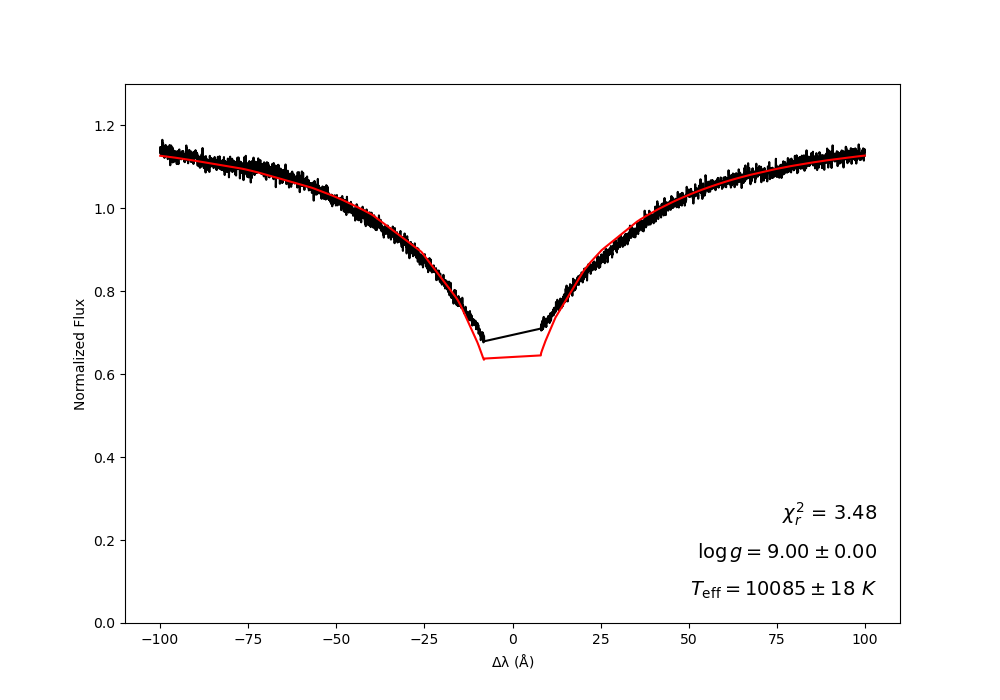 1.2
1.0
0.8
0.6
0.4
0.2
0.0
Normalized Flux
χ²ᵣ = 3.48
log g = 9.00 ± 0.00
T_eff = 10085 ± 18 K
−100 −75 −50 −25 0 25 50 75 100
Δλ (Å)